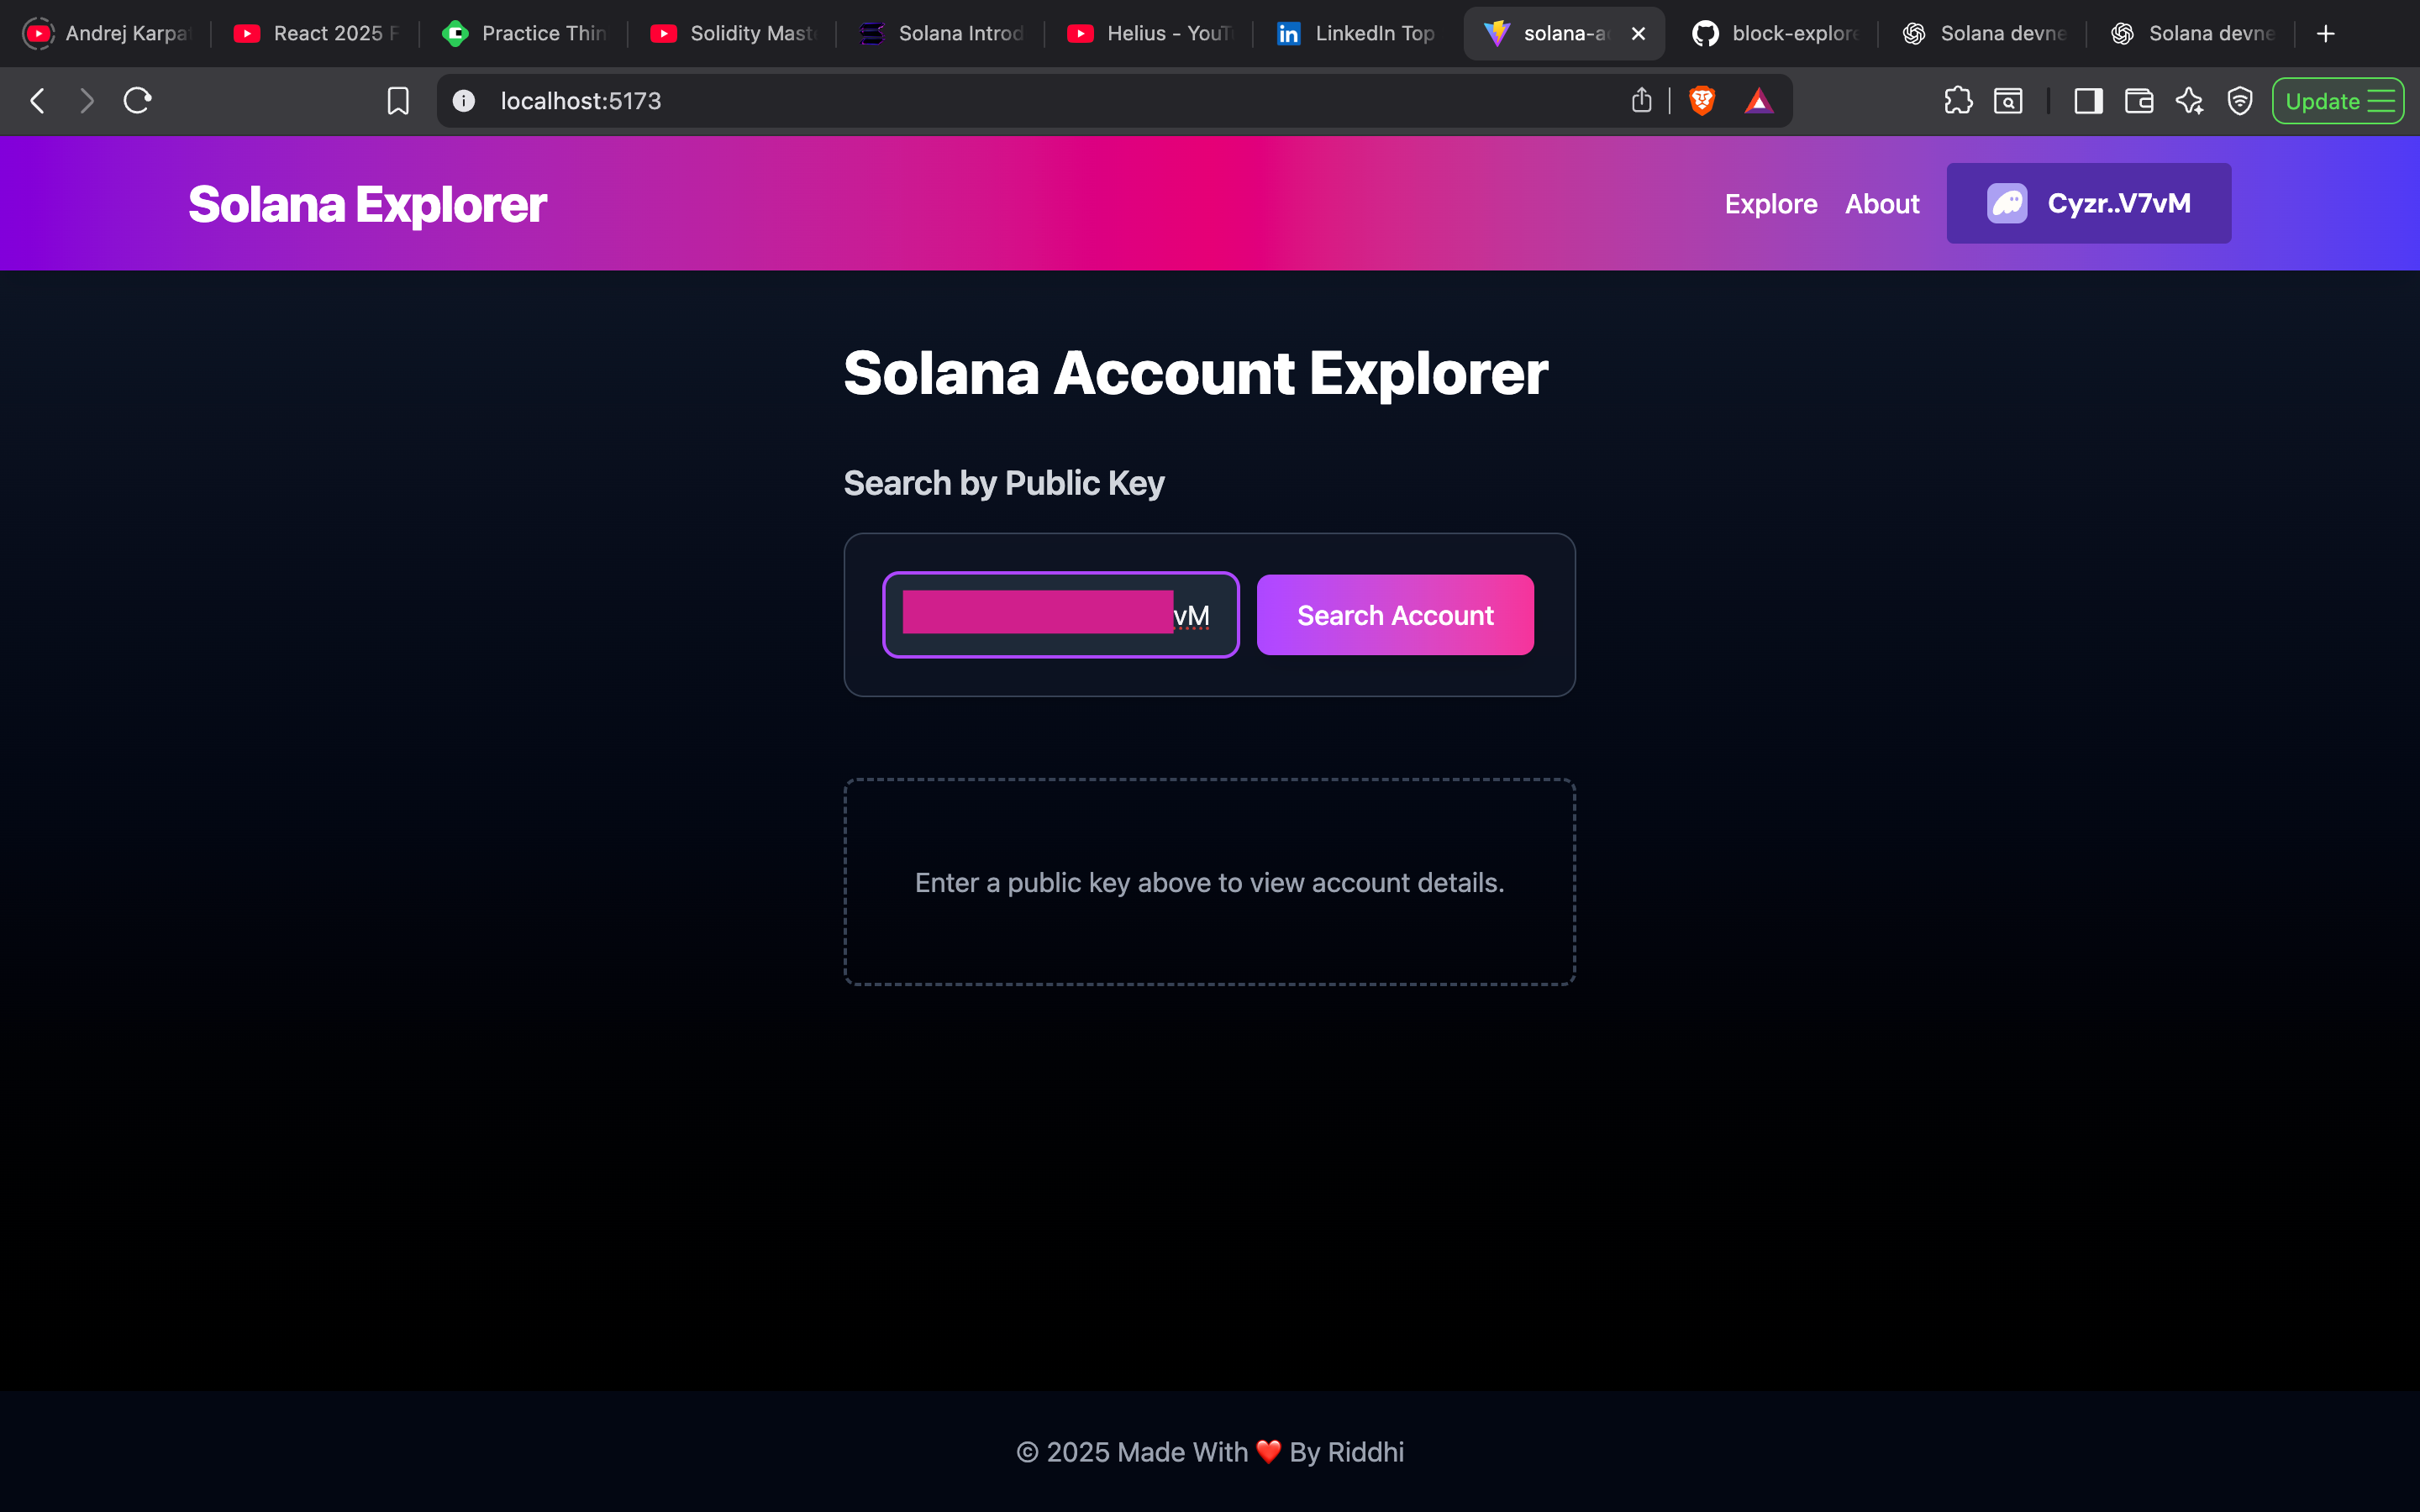 Andrej Karpa
React 2025 F
Practice Thin
Solidity Mast
Solana Introd
Helius - YouT
LinkedIn Top
solana-a
block-explore
Solana devne
Solana devne
localhost:5173
Update
Solana Explorer
Explore
About
Cyzr..V7vM
Solana Account Explorer
Search by Public Key
vM
Search Account
Enter a public key above to view account details.
© 2025 Made With ❤️ By Riddhi